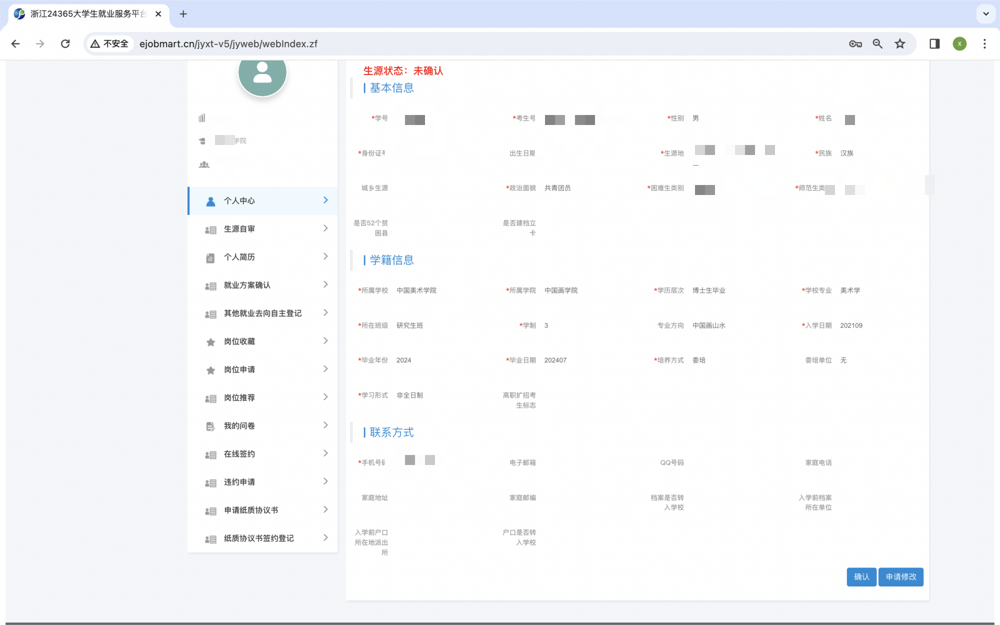 浙江24365大学生就业服务平台
不安全 ejobmart.cn/jyxt-v5/jyweb/webIndex.zf
X
学院
个人中心
生源自审
个人简历
就业方案确认
其他就业去向自主登记
岗位收藏
岗位申请
岗位推荐
我的问卷
在线签约
违约申请
申请纸质协议书
纸质协议书签约登记
生源状态：未确认
基本信息
*学号 *考生号 *性别 男 *姓名
*身份证号 出生日期 *生源地 *民族 汉族
城乡生源 *政治面貌 共青团员 *困难生类别 *师范生类
是否52个贫
困县
是否建档立
卡
学籍信息
*所属学校 中国美术学院 *所属学院 中国画学院 *学历层次 博士生毕业 *学校专业 美术学
*所在班级 研究生班 *学制 3 专业方向 中国画山水 *入学日期 202109
*毕业年份 2024 *毕业日期 202407 *培养方式 委培 委培单位 无
*学习形式 非全日制
高职扩招考
生标志
联系方式
*手机号码 电子邮箱 QQ号码 家庭电话
家庭地址 家庭邮编
档案是否转
入学校
入学前档案
所在单位
入学前户口
所在地派出
所
户口是否转
入学校
确认 申请修改